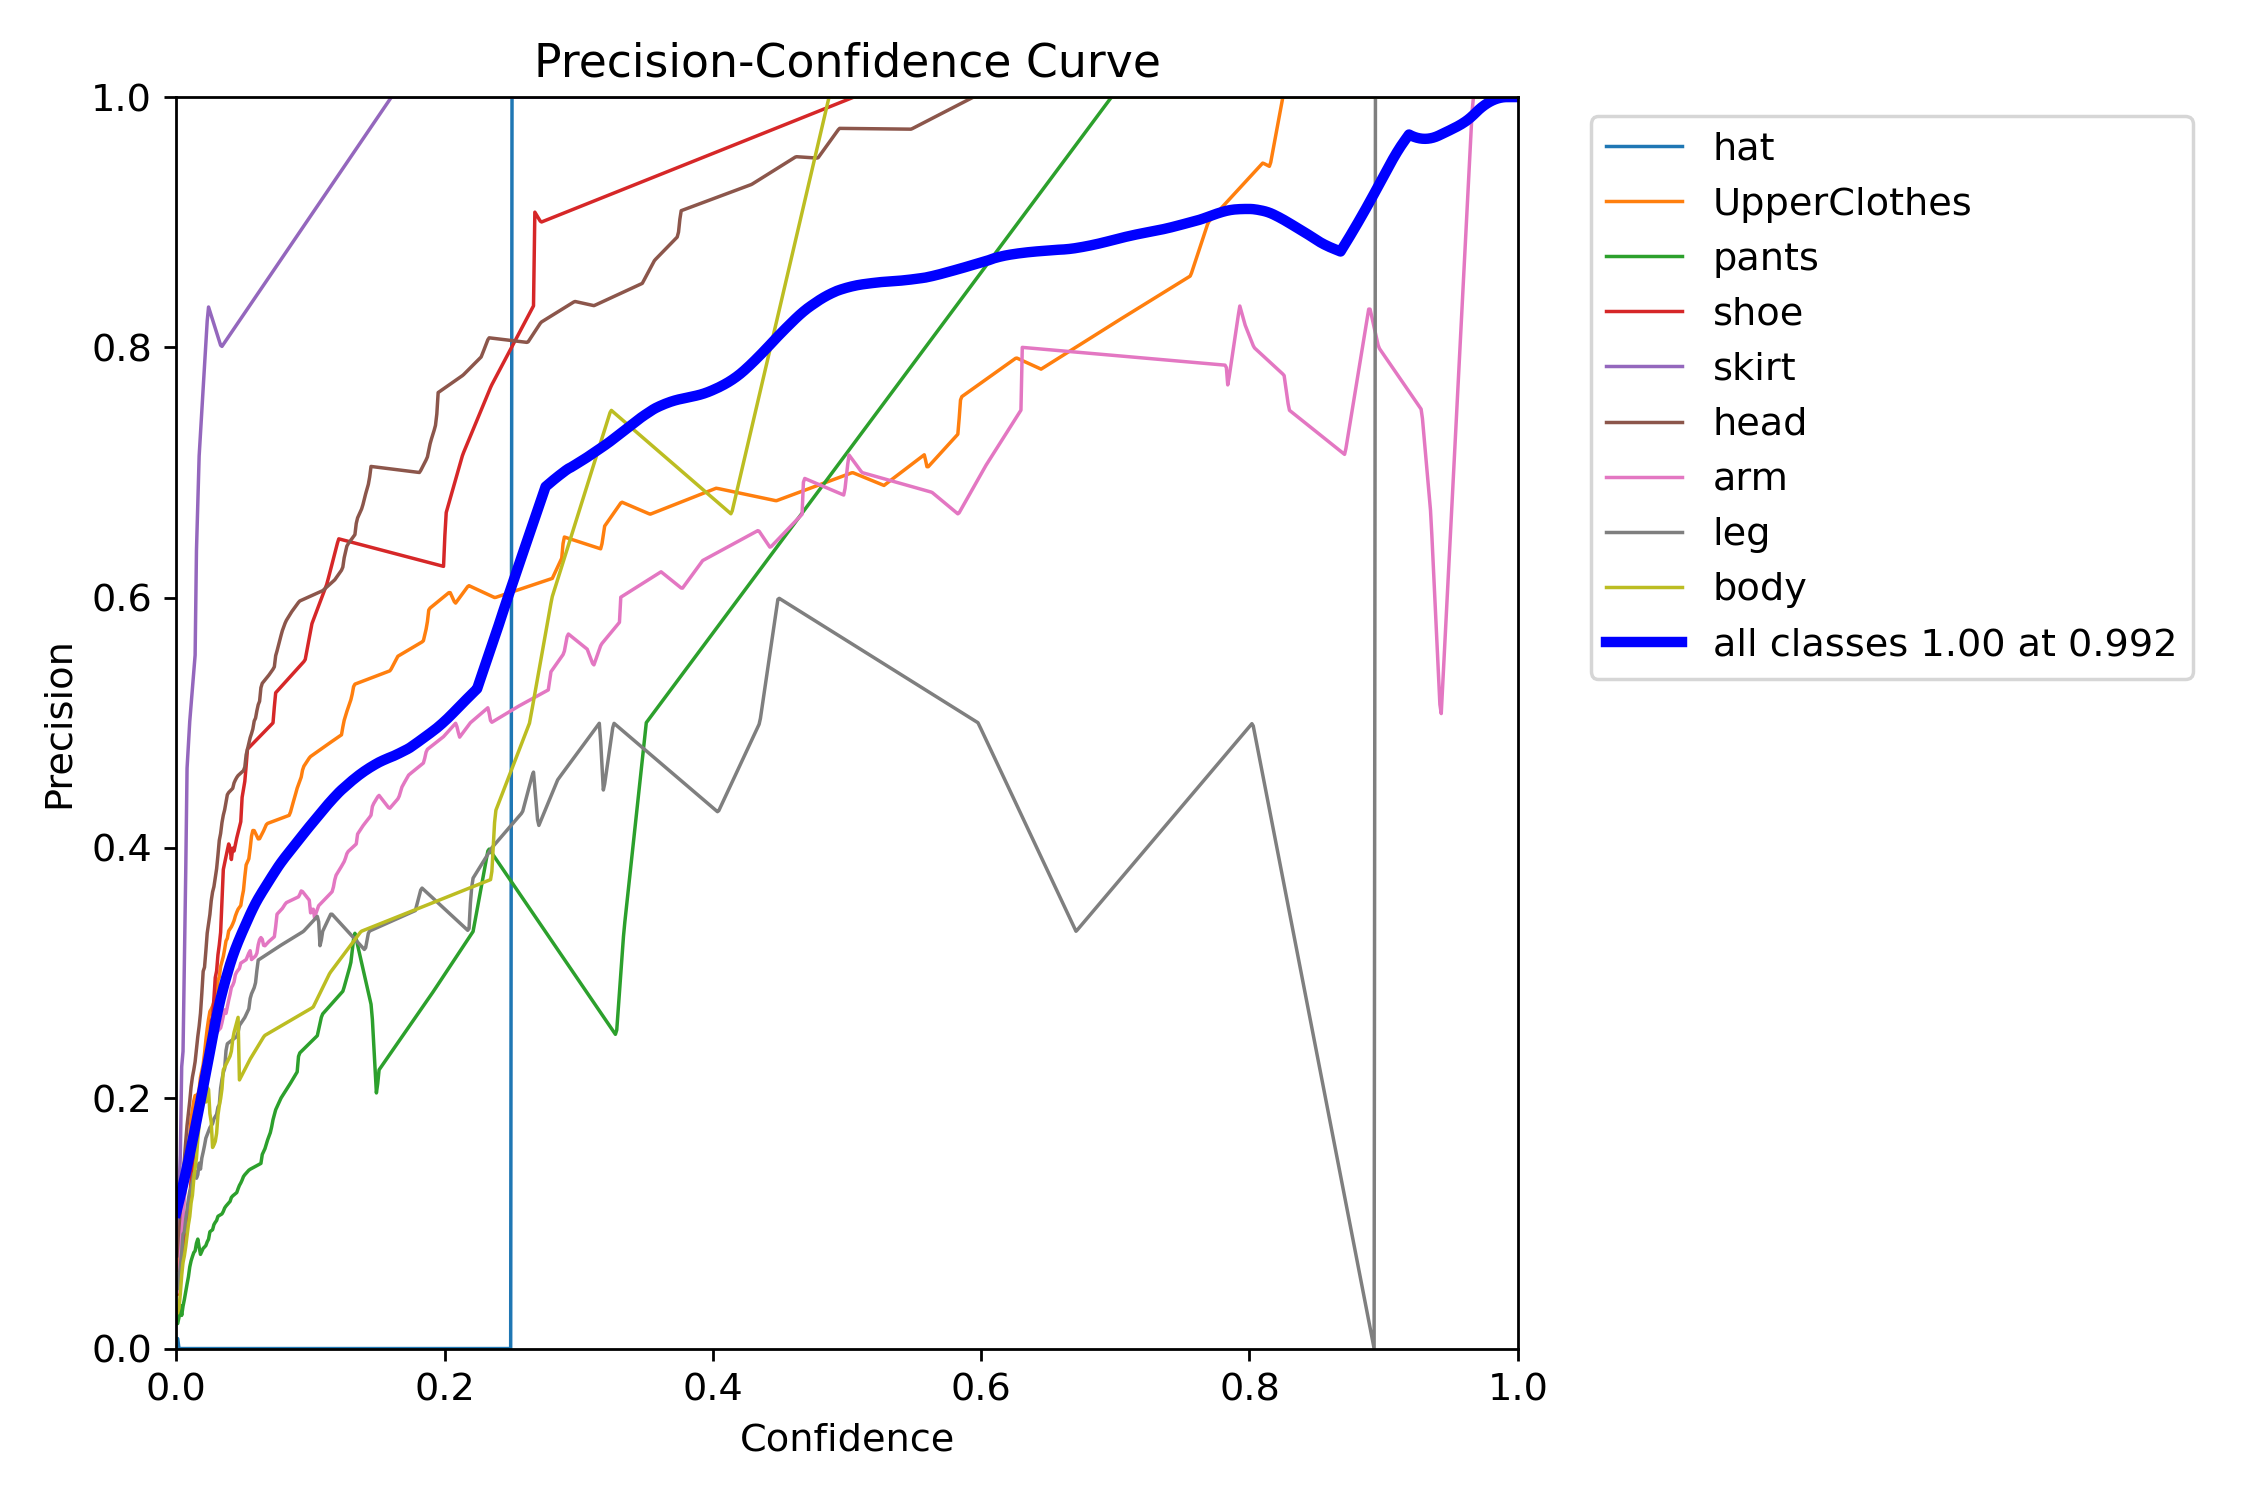 Precision-Confidence Curve
1.0
0.8
0.6
0.4
0.2
0.0
Precision
0.0 0.2 0.4 0.6 0.8 1.0
Confidence
hat
UpperClothes
pants
shoe
skirt
head
arm
leg
body
all classes 1.00 at 0.992